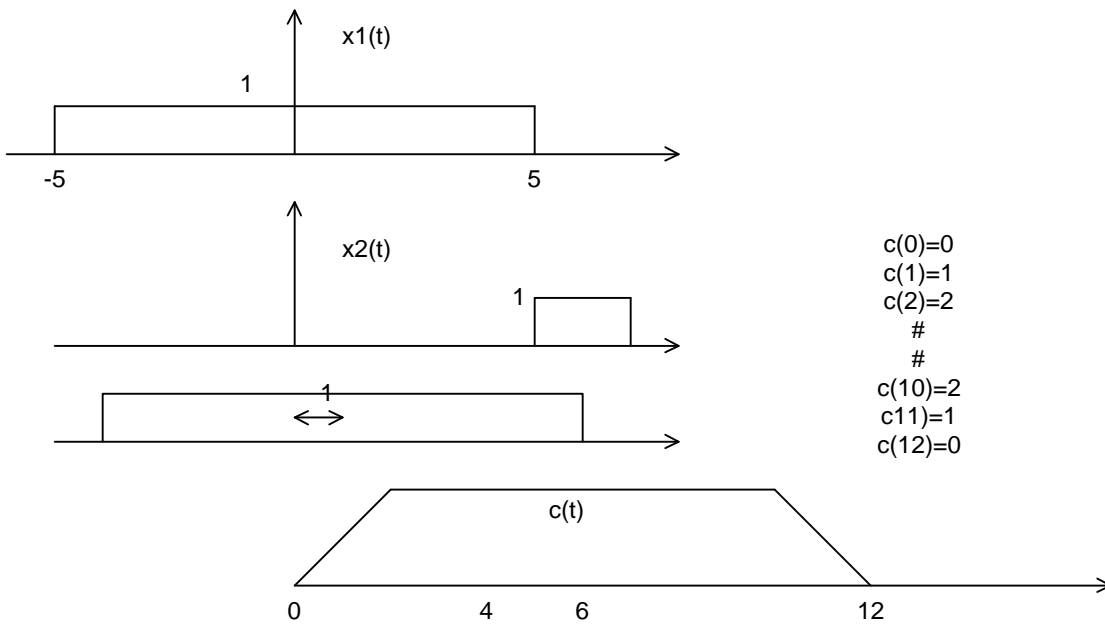 x1(t)
1
-5 5
x2(t)
1
c(0)=0
c(1)=1
c(2)=2
#
#
c(10)=2
c11)=1
c(12)=0
1
c(t)
0 4 6 12